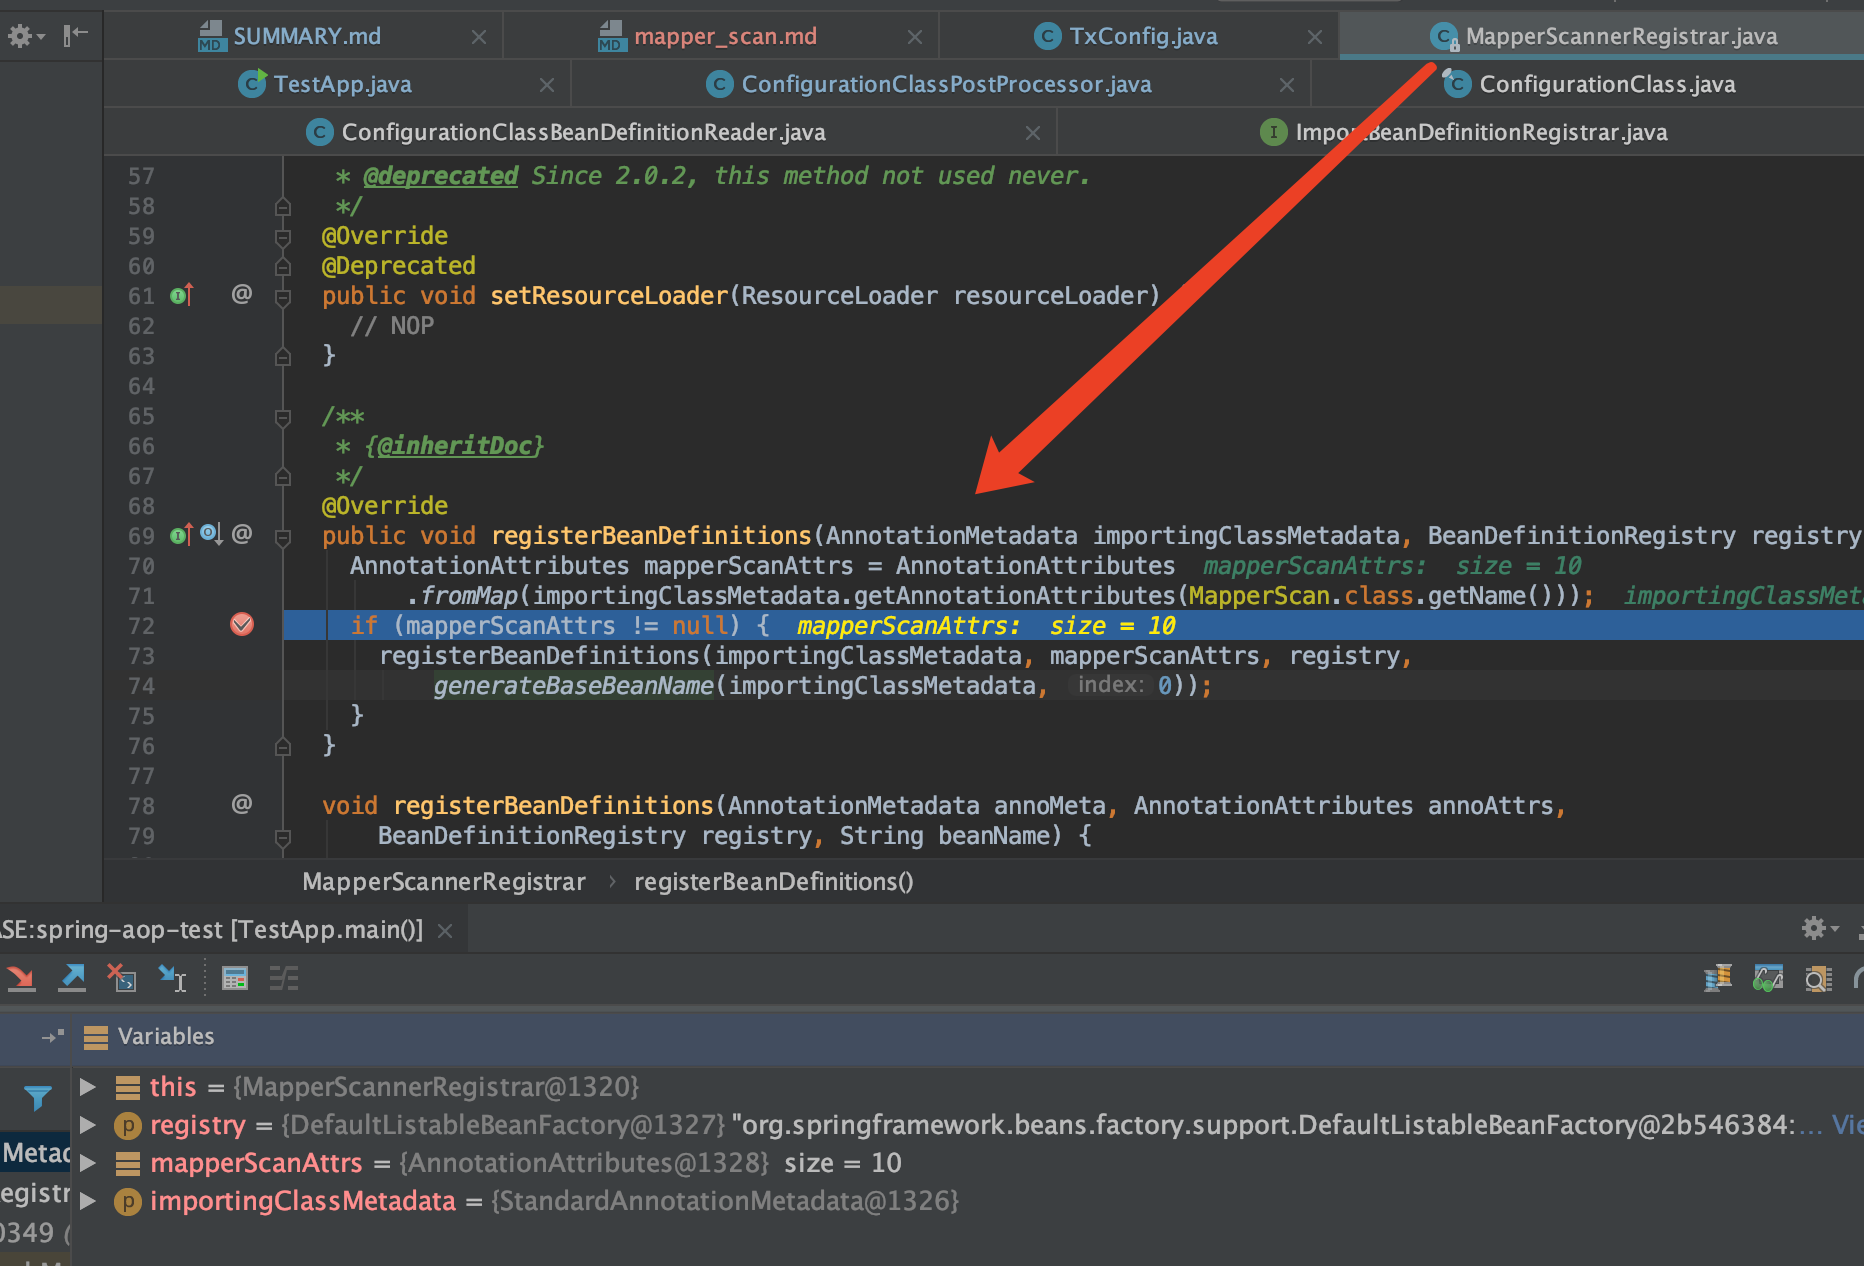 SUMMARY.md
mapper_scan.md
TxConfig.java
MapperScannerRegistrar.java
TestApp.java
ConfigurationClassPostProcessor.java
ConfigurationClass.java
ConfigurationClassBeanDefinitionReader.java
ImportBeanDefinitionRegistrar.java
57 * @deprecated Since 2.0.2, this method not used never.
58 */
59 @Override
60 @Deprecated
61 @ public void setResourceLoader(ResourceLoader resourceLoader)
62 // NOP
63 }
64
65 /**
66 * {@inheritDoc}
67 */
68 @Override
69 @ public void registerBeanDefinitions(AnnotationMetadata importingClassMetadata, BeanDefinitionRegistry registry
70 AnnotationAttributes mapperScanAttrs = AnnotationAttributes mapperScanAttrs: size = 10
71 .fromMap(importingClassMetadata.getAnnotationAttributes(MapperScan.class.getName())); importingClassMeta
72 if (mapperScanAttrs != null) { mapperScanAttrs: size = 10
73 registerBeanDefinitions(importingClassMetadata, mapperScanAttrs, registry,
74 generateBaseBeanName(importingClassMetadata, index: 0));
75 }
76 }
77
78 @ void registerBeanDefinitions(AnnotationMetadata annoMeta, AnnotationAttributes annoAttrs,
79 BeanDefinitionRegistry registry, String beanName) {
MapperScannerRegistrar › registerBeanDefinitions()
SE:spring-aop-test [TestApp.main()]
Variables
this = {MapperScannerRegistrar@1320}
registry = {DefaultListableBeanFactory@1327} "org.springframework.beans.factory.support.DefaultListableBeanFactory@2b546384:... Vie
Metad
mapperScanAttrs = {AnnotationAttributes@1328} size = 10
egistr
importingClassMetadata = {StandardAnnotationMetadata@1326}
0349 (